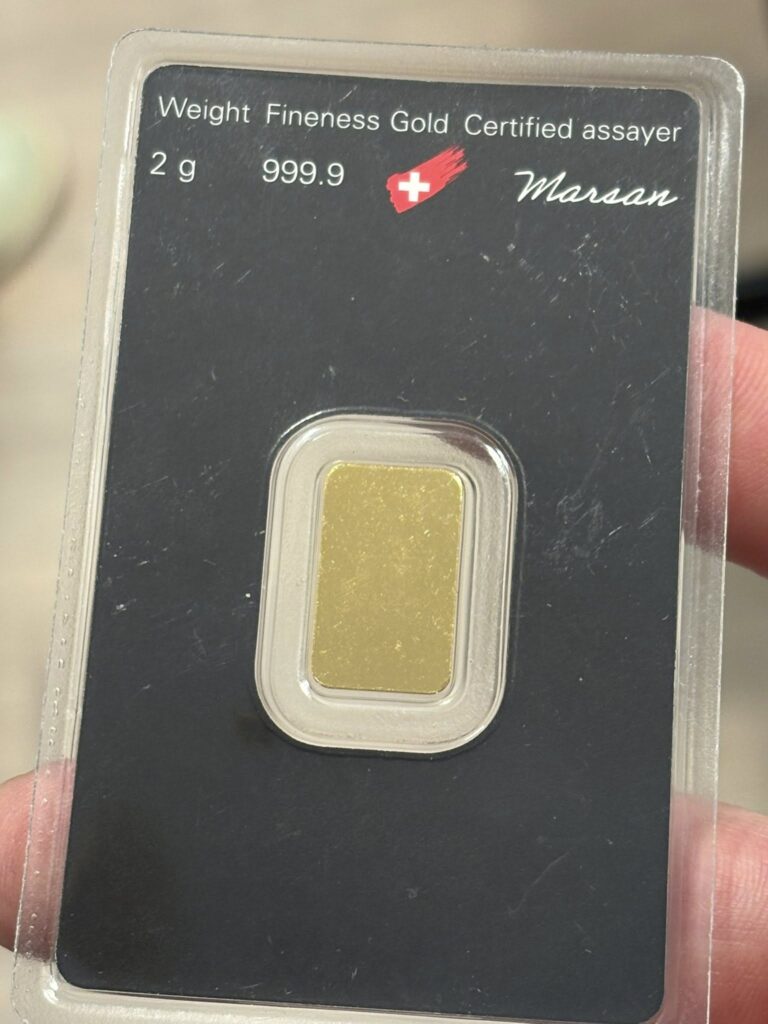 Weight Fineness Gold Certified assayer
2 g 999.9 Marsan